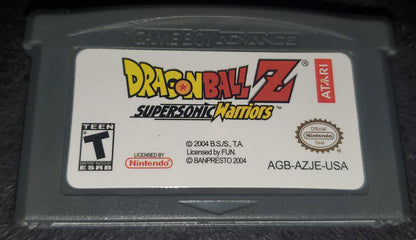 GAME BOY ADVANCE
DRAGON BALL Z®
ATARI
SUPERSONIC Warriors™
TEEN
T
ESRB
LICENSED BY
Nintendo
© 2004 B.S./S., T.A.
Licensed by FUN.
© BANPRESTO 2004
Official
Nintendo
Seal
AGB-AZJE-USA